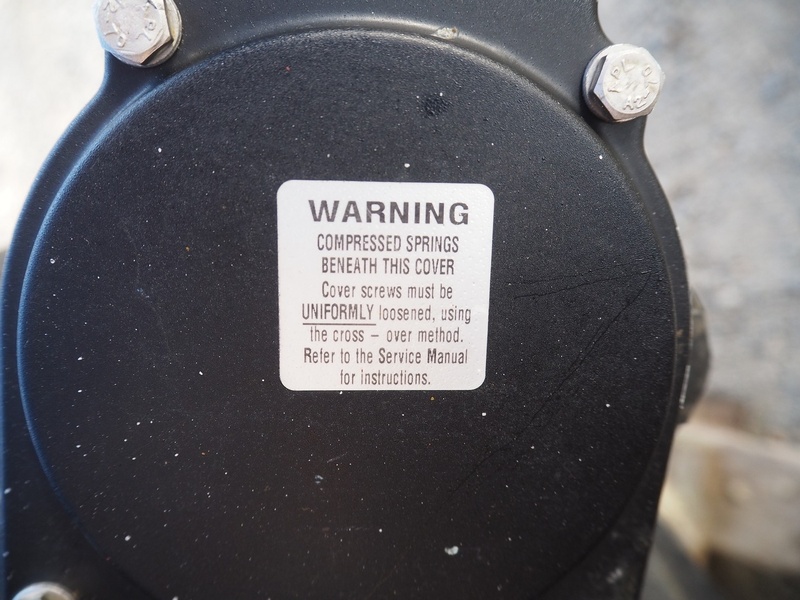 WARNING
COMPRESSED SPRINGS
BENEATH THIS COVER
Cover screws must be
UNIFORMLY loosened, using
the cross – over method.
Refer to the Service Manual
for instructions.